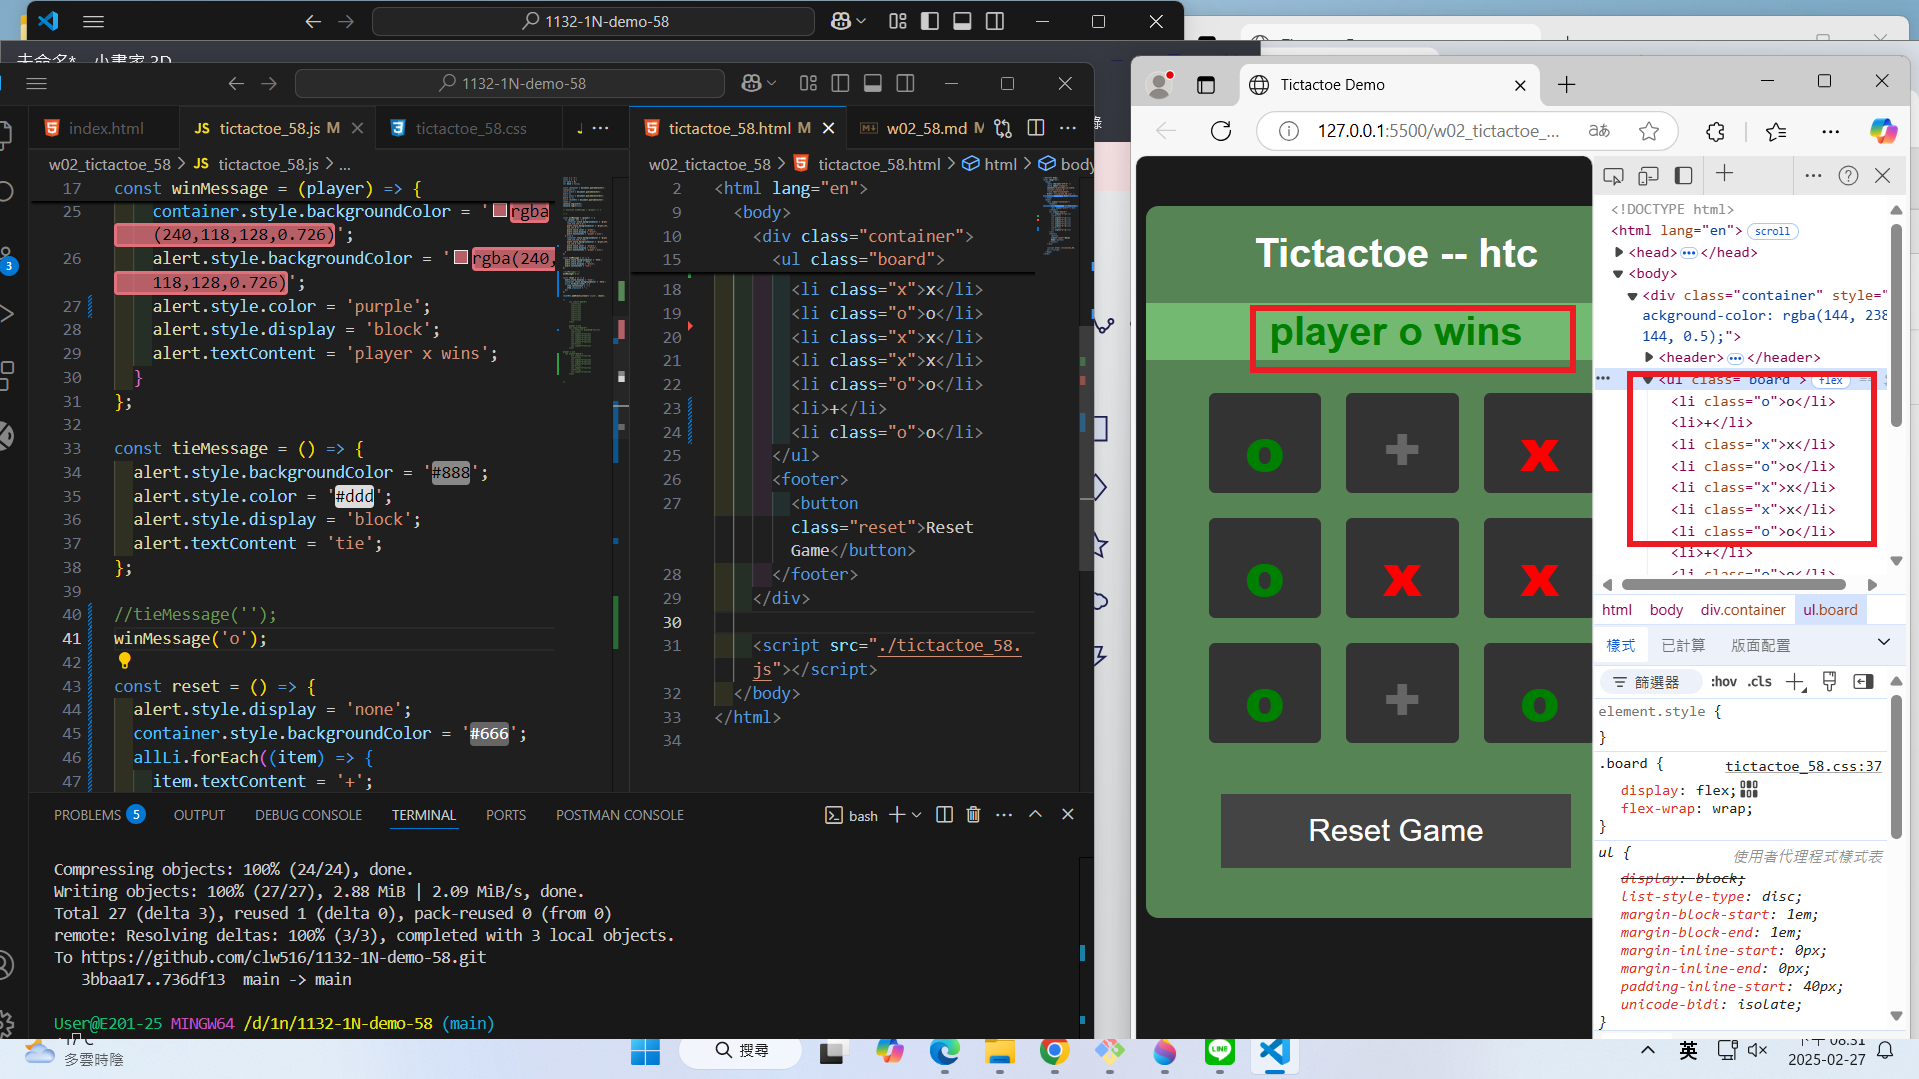 1132-1N-demo-58
1132-1N-demo-58
index.html
JS tictactoe_58.js M
tictactoe_58.css
w02_tictactoe_58 > JS tictactoe_58.js > ...
17 const winMessage = (player) => {
25 container.style.backgroundColor = 'rgba
(240,118,128,0.726)';
26 alert.style.backgroundColor = 'rgba(240,
118,128,0.726)';
27 alert.style.color = 'purple';
28 alert.style.display = 'block';
29 alert.textContent = 'player x wins';
30 }
31 };
32
33 const tieMessage = () => {
34 alert.style.backgroundColor = '#888';
35 alert.style.color = '#ddd';
36 alert.style.display = 'block';
37 alert.textContent = 'tie';
38 };
39
40 //tieMessage('');
41 winMessage('o');
42
43 const reset = () => {
44 alert.style.display = 'none';
45 container.style.backgroundColor = '#666';
46 allLi.forEach((item) => {
47 item.textContent = '+';
tictactoe_58.html M
w02_58.md M
w02_tictactoe_58 > tictactoe_58.html > html > body
2 <html lang="en">
9 <body>
10 <div class="container">
15 <ul class="board">
18 <li class="x">x</li>
19 <li class="o">o</li>
20 <li class="x">x</li>
21 <li class="x">x</li>
22 <li class="o">o</li>
23 <li>+</li>
24 <li class="o">o</li>
25 </ul>
26 <footer>
27 <button
class="reset">Reset
Game</button>
28 </footer>
29 </div>
30
31 <script src="./tictactoe_58.
js"></script>
32 </body>
33 </html>
34
PROBLEMS 5 OUTPUT DEBUG CONSOLE TERMINAL PORTS POSTMAN CONSOLE
bash
Compressing objects: 100% (24/24), done.
Writing objects: 100% (27/27), 2.88 MiB | 2.09 MiB/s, done.
Total 27 (delta 3), reused 1 (delta 0), pack-reused 0 (from 0)
remote: Resolving deltas: 100% (3/3), completed with 3 local objects.
To https://github.com/clw516/1132-1N-demo-58.git
3bbaa17..736df13 main -> main
User@E201-25 MINGW64 /d/1n/1132-1N-demo-58 (main)
3
Tictactoe Demo
127.0.0.1:5500/w02_tictactoe_...
Tictactoe -- htc
player o wins
o + x
o x x
o + o
Reset Game
<!DOCTYPE html>
<html lang="en"> scroll
<head> </head>
<body>
<div class="container" style="
ackground-color: rgba(144, 238
144, 0.5);">
<header> </header>
<ul class="board"> flex
<li class="o">o</li>
<li>+</li>
<li class="x">x</li>
<li class="o">o</li>
<li class="x">x</li>
<li class="x">x</li>
<li class="o">o</li>
<li>+</li>
<li class="o">o</li>
html body div.container ul.board
樣式 已計算 版面配置
篩選器 :hov .cls
element.style {
}
.board { tictactoe_58.css:37
display: flex;
flex-wrap: wrap;
}
ul { 使用者代理程式樣式表
display: block;
list-style-type: disc;
margin-block-start: 1em;
margin-block-end: 1em;
margin-inline-start: 0px;
margin-inline-end: 0px;
padding-inline-start: 40px;
unicode-bidi: isolate;
}
多雲時陰
搜尋
LINE
英
2025-02-27